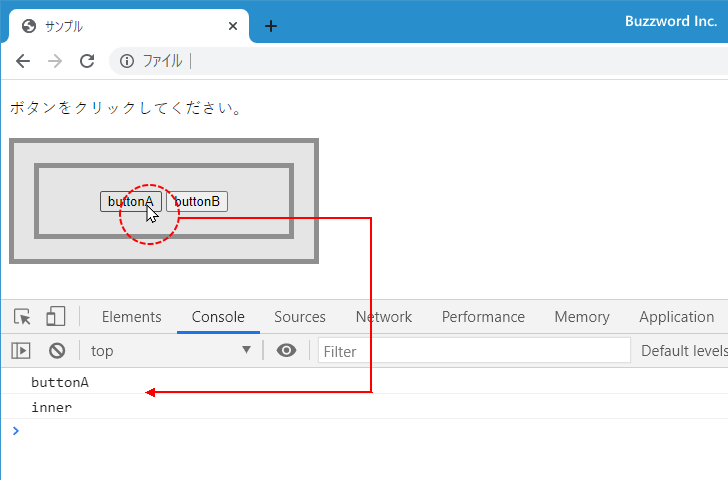 サンプル
Buzzword Inc.
ファイル
ボタンをクリックしてください。
buttonA buttonB
Elements Console Sources Network Performance Memory Application
top Filter Default levels
buttonA
inner